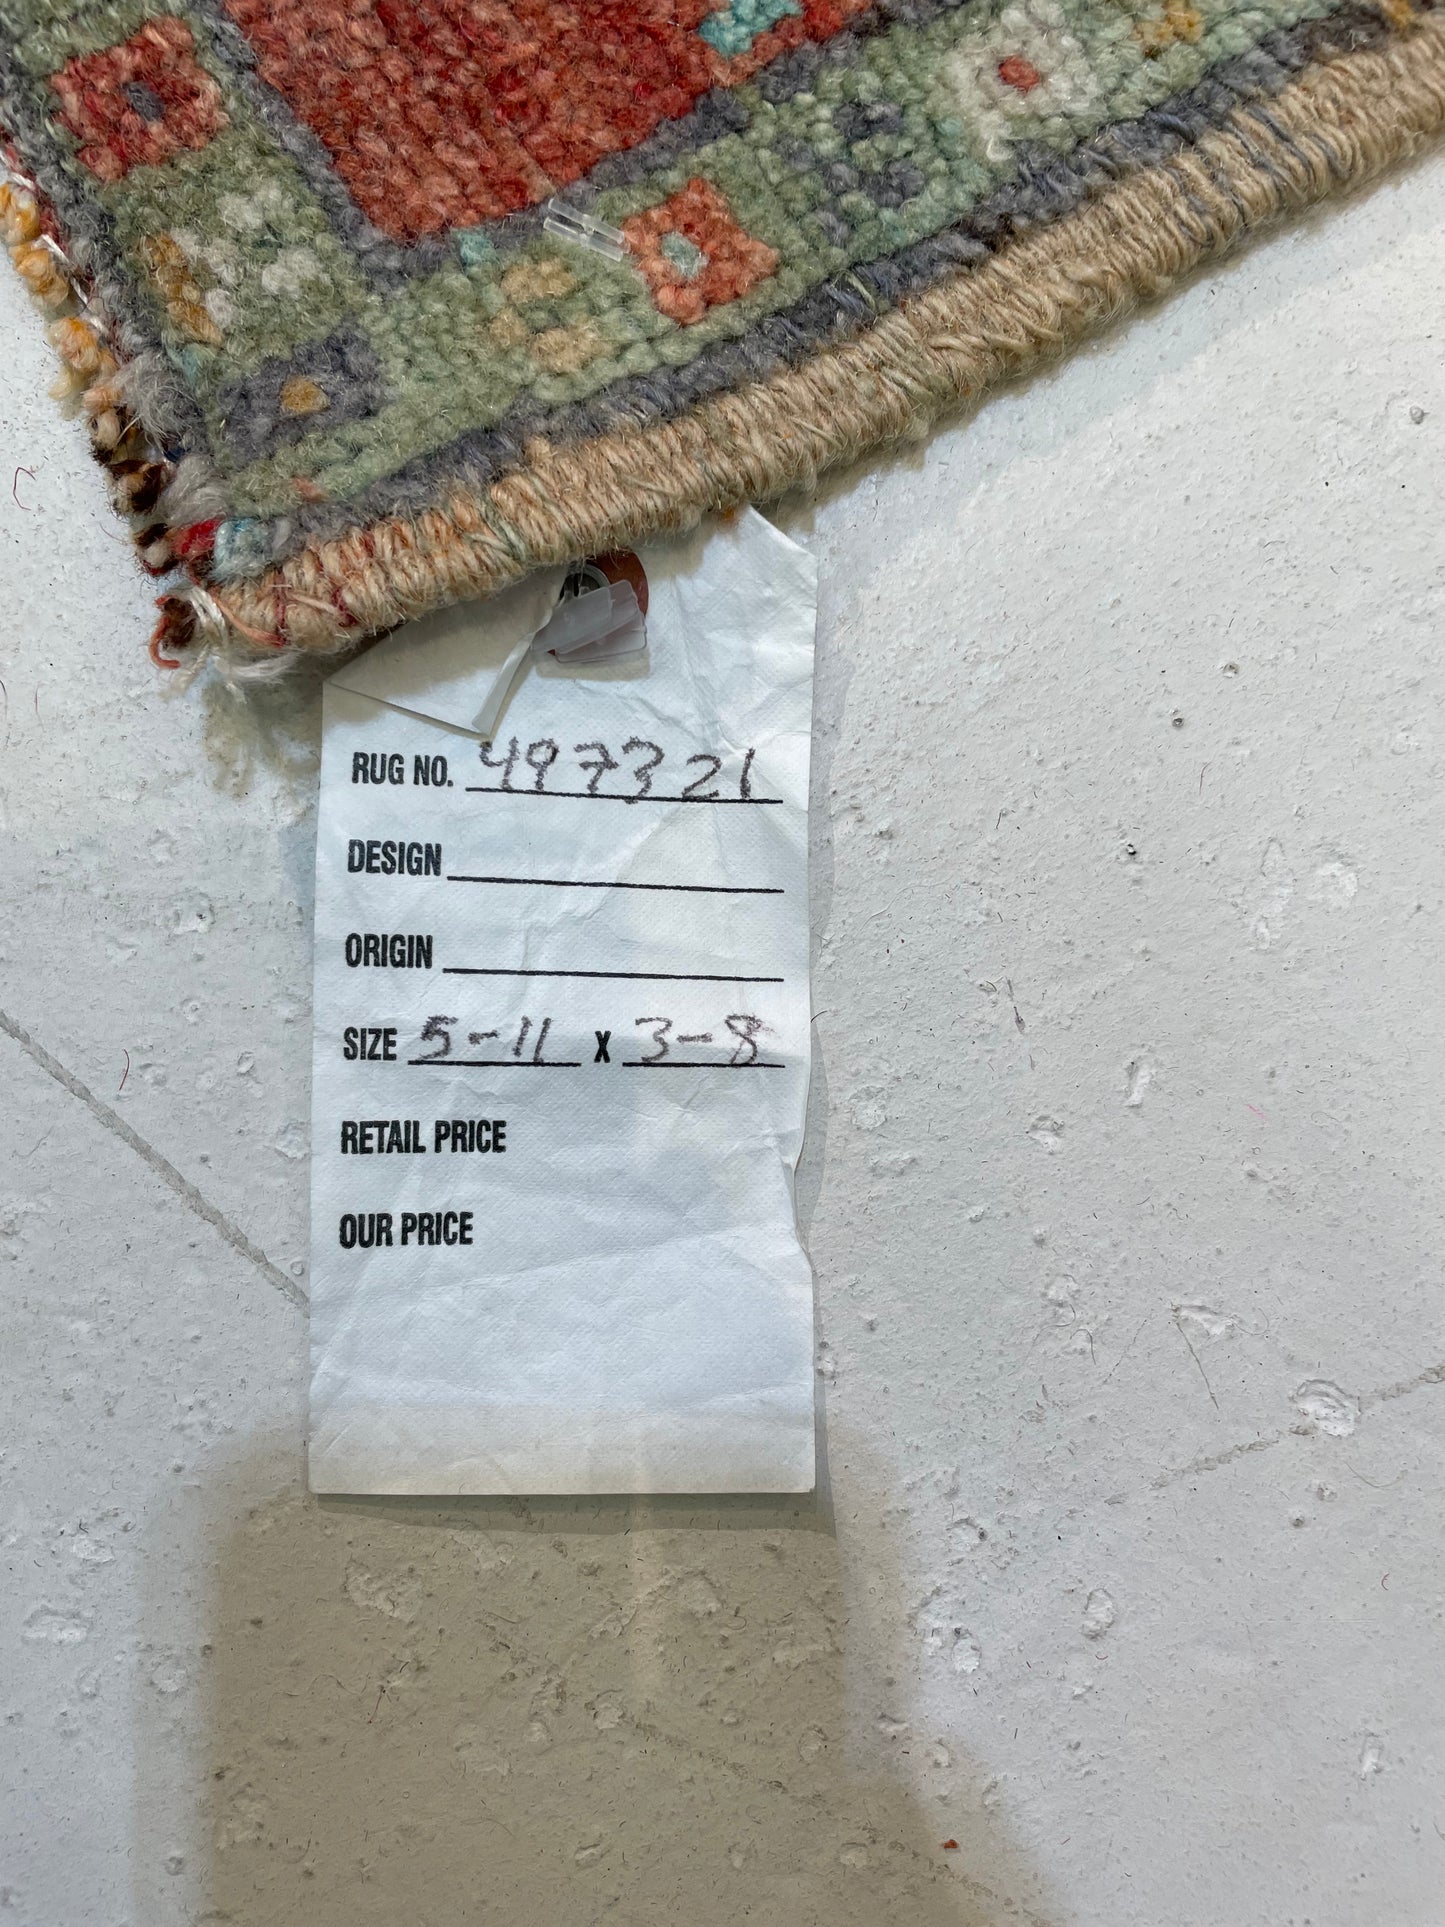 RUG NO. 497321
DESIGN
ORIGIN
SIZE 5-11 X 3-8
RETAIL PRICE
OUR PRICE